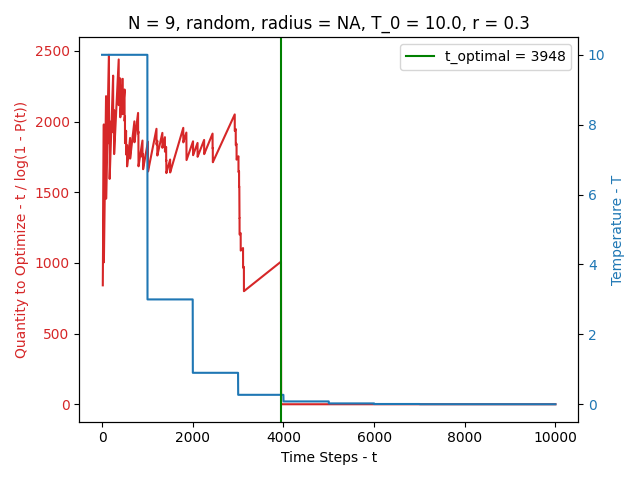 N = 9, random, radius = NA, T_0 = 10.0, r = 0.3
t_optimal = 3948
Quantity to Optimize - t / log(1 - P(t))
2500
2000
1500
1000
500
0
10
8
6
4
2
0
Temperature - T
0 2000 4000 6000 8000 10000
Time Steps - t